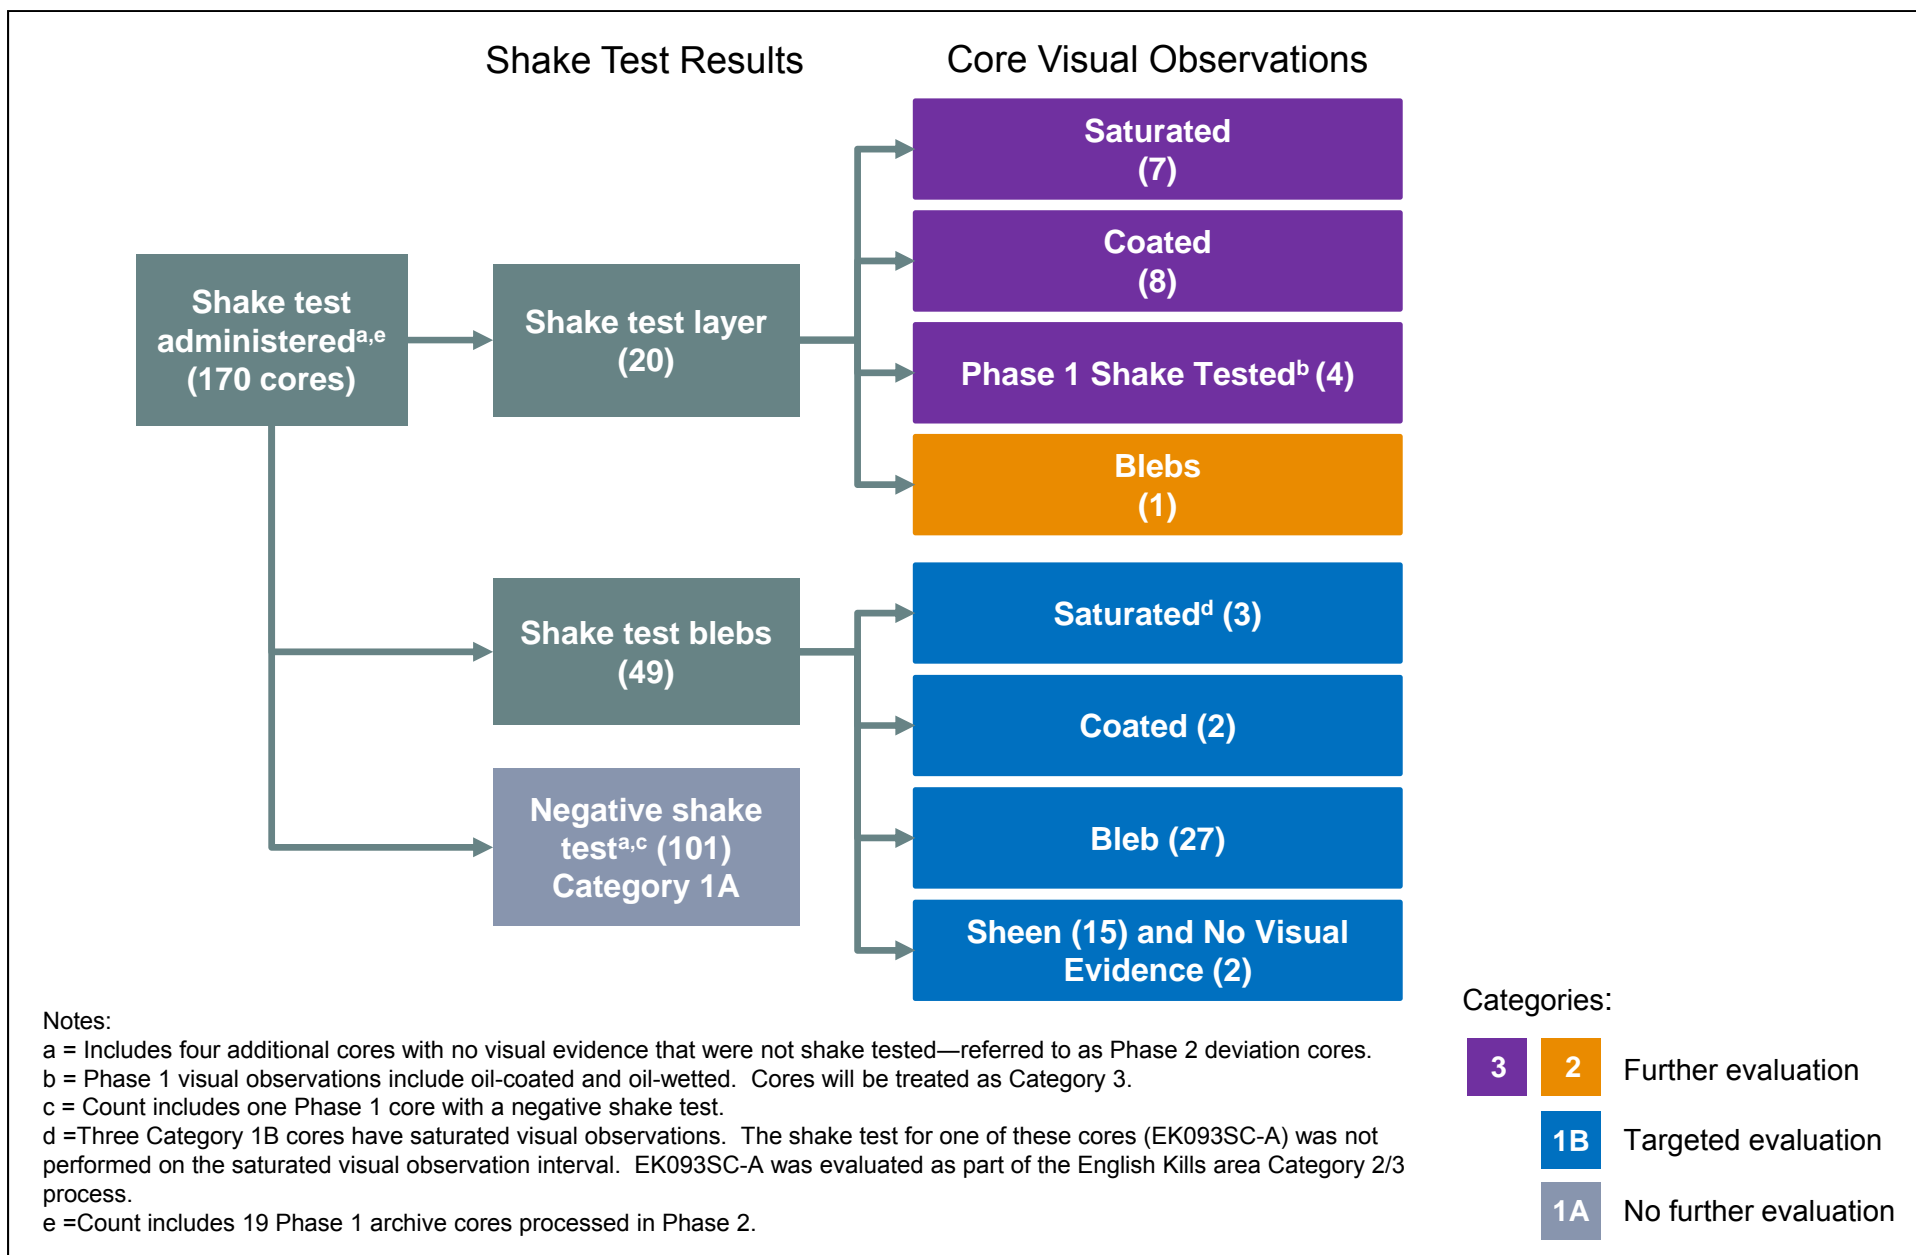 Shake Test Results
Core Visual Observations
Shake test
administeredᵃ,ᵉ
(170 cores)
Shake test layer
(20)
Saturated
(7)
Coated
(8)
Phase 1 Shake Testedᵇ (4)
Blebs
(1)
Shake test blebs
(49)
Saturatedᵈ (3)
Coated (2)
Bleb (27)
Sheen (15) and No Visual
Evidence (2)
Negative shake
testᵃ,ᶜ (101)
Category 1A
Notes:
a = Includes four additional cores with no visual evidence that were not shake tested—referred to as Phase 2 deviation cores.
b = Phase 1 visual observations include oil-coated and oil-wetted.  Cores will be treated as Category 3.
c = Count includes one Phase 1 core with a negative shake test.
d =Three Category 1B cores have saturated visual observations.  The shake test for one of these cores (EK093SC-A) was not
performed on the saturated visual observation interval.  EK093SC-A was evaluated as part of the English Kills area Category 2/3
process.
e =Count includes 19 Phase 1 archive cores processed in Phase 2.
Categories:
3 2 Further evaluation
1B Targeted evaluation
1A No further evaluation